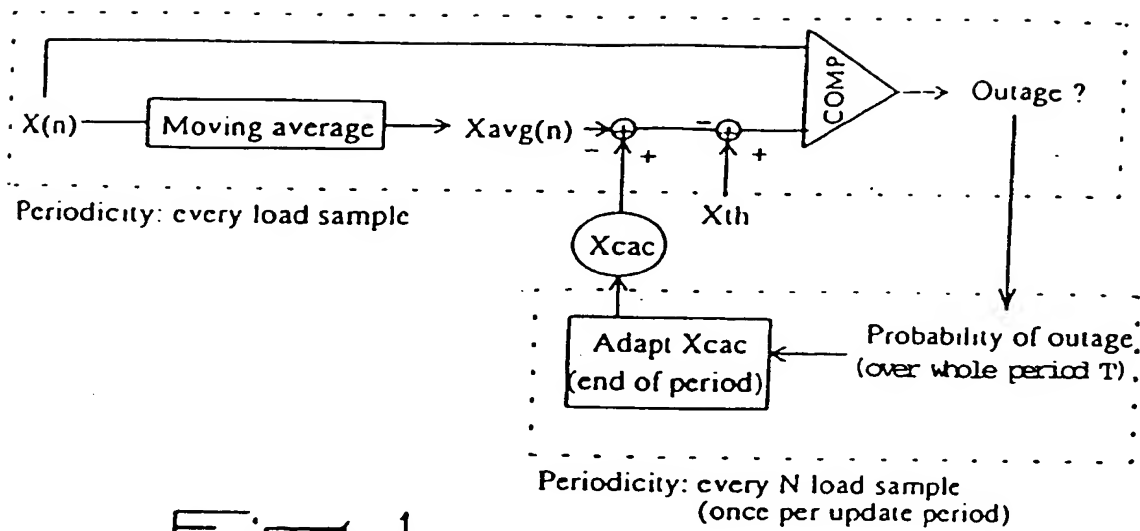 X(n)
Moving average
Xavg(n)
- +
- +
COMP
Outage ?
Periodicity: every load sample
Xth
Xcac
Adapt Xcac
(end of period)
Probability of outage
(over whole period T)
Periodicity: every N load sample
(once per update period)
1